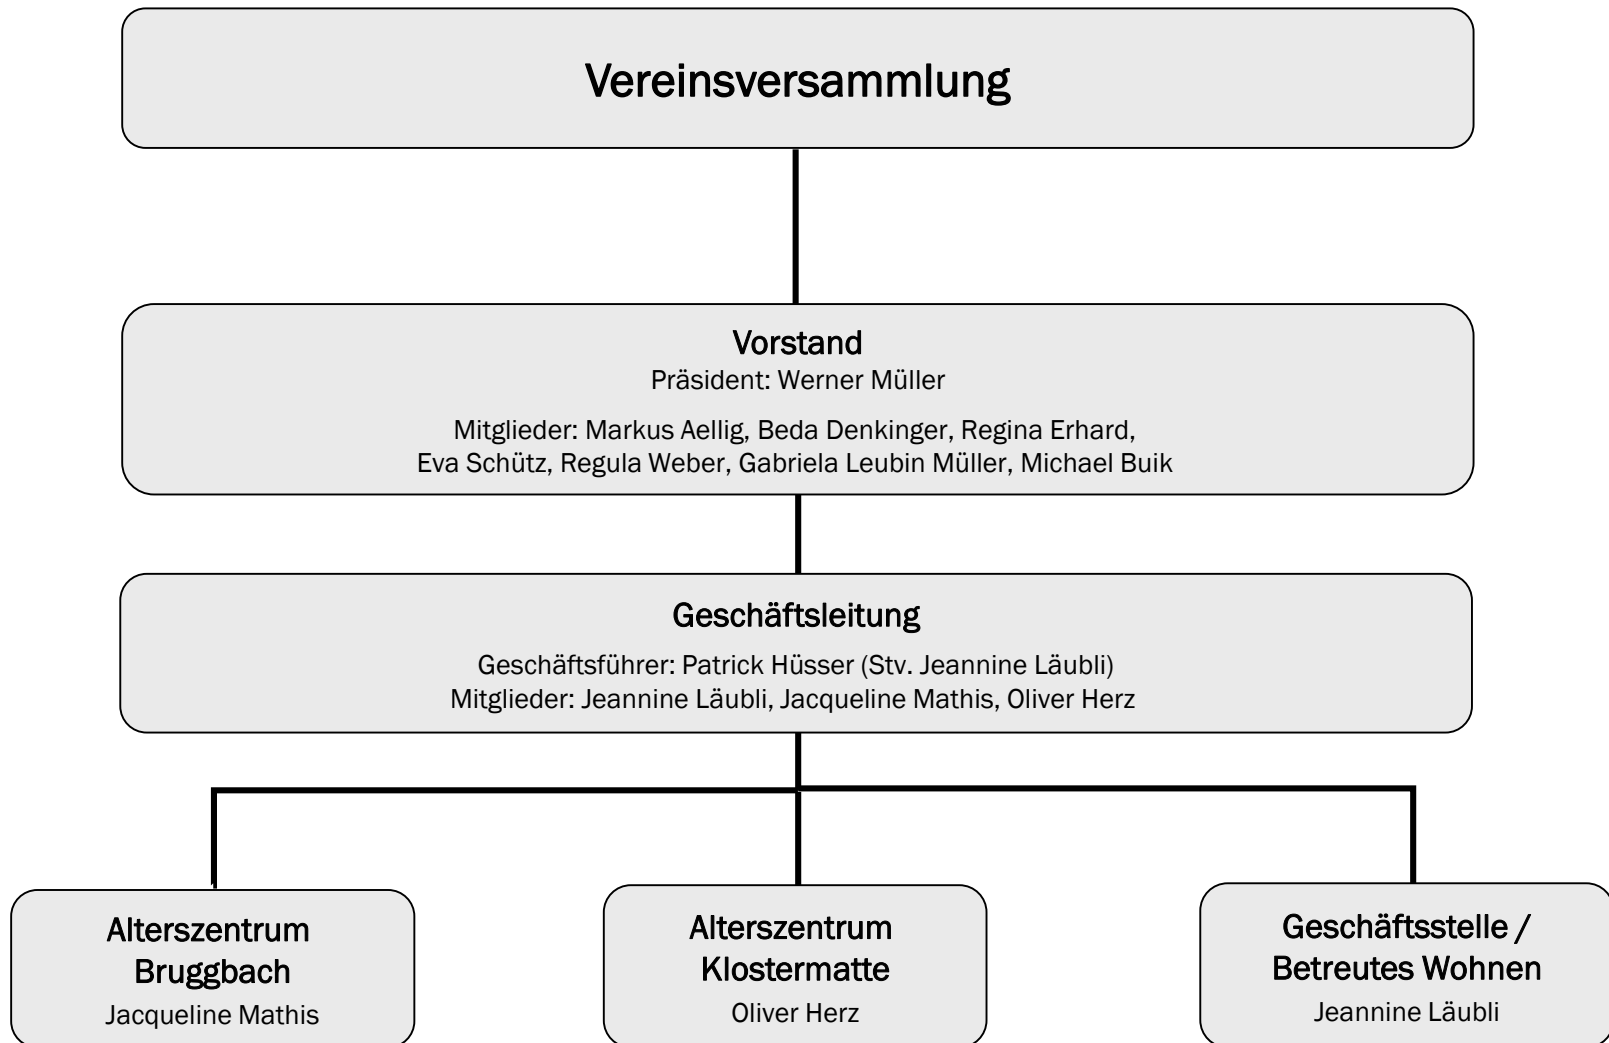 Vereinsversammlung
Vorstand
Präsident: Werner Müller
Mitglieder: Markus Aellig, Beda Denkinger, Regina Erhard,
Eva Schütz, Regula Weber, Gabriela Leubin Müller, Michael Buik
Geschäftsleitung
Geschäftsführer: Patrick Hüsser (Stv. Jeannine Läubli)
Mitglieder: Jeannine Läubli, Jacqueline Mathis, Oliver Herz
Alterszentrum
Bruggbach
Jacqueline Mathis
Alterszentrum
Klostermatte
Oliver Herz
Geschäftsstelle /
Betreutes Wohnen
Jeannine Läubli